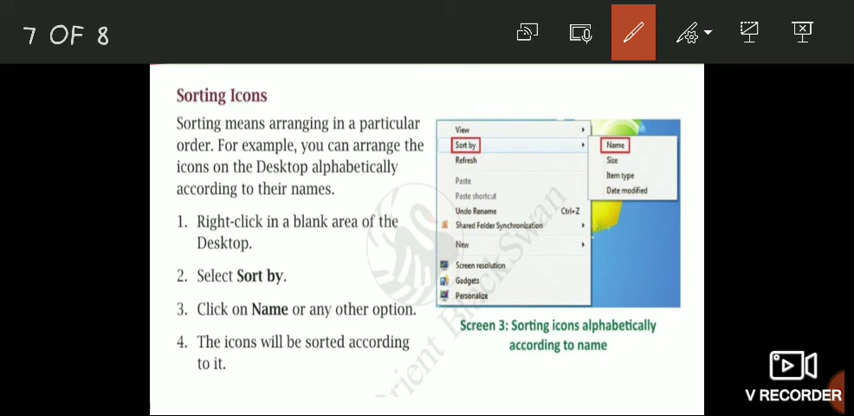 7 OF 8
Sorting Icons
Sorting means arranging in a particular
order. For example, you can arrange the
icons on the Desktop alphabetically
according to their names.
1. Right-click in a blank area of the
Desktop.
2. Select Sort by.
3. Click on Name or any other option.
4. The icons will be sorted according
to it.
View
Sort by
Refresh
Paste
Paste shortcut
Undo Rename Ctrl+Z
Shared Folder Synchronization
New
Screen resolution
Gadgets
Personalize
Name
Size
Item type
Date modified
Screen 3: Sorting icons alphabetically
according to name
Orient BlackSwan
V RECORDER